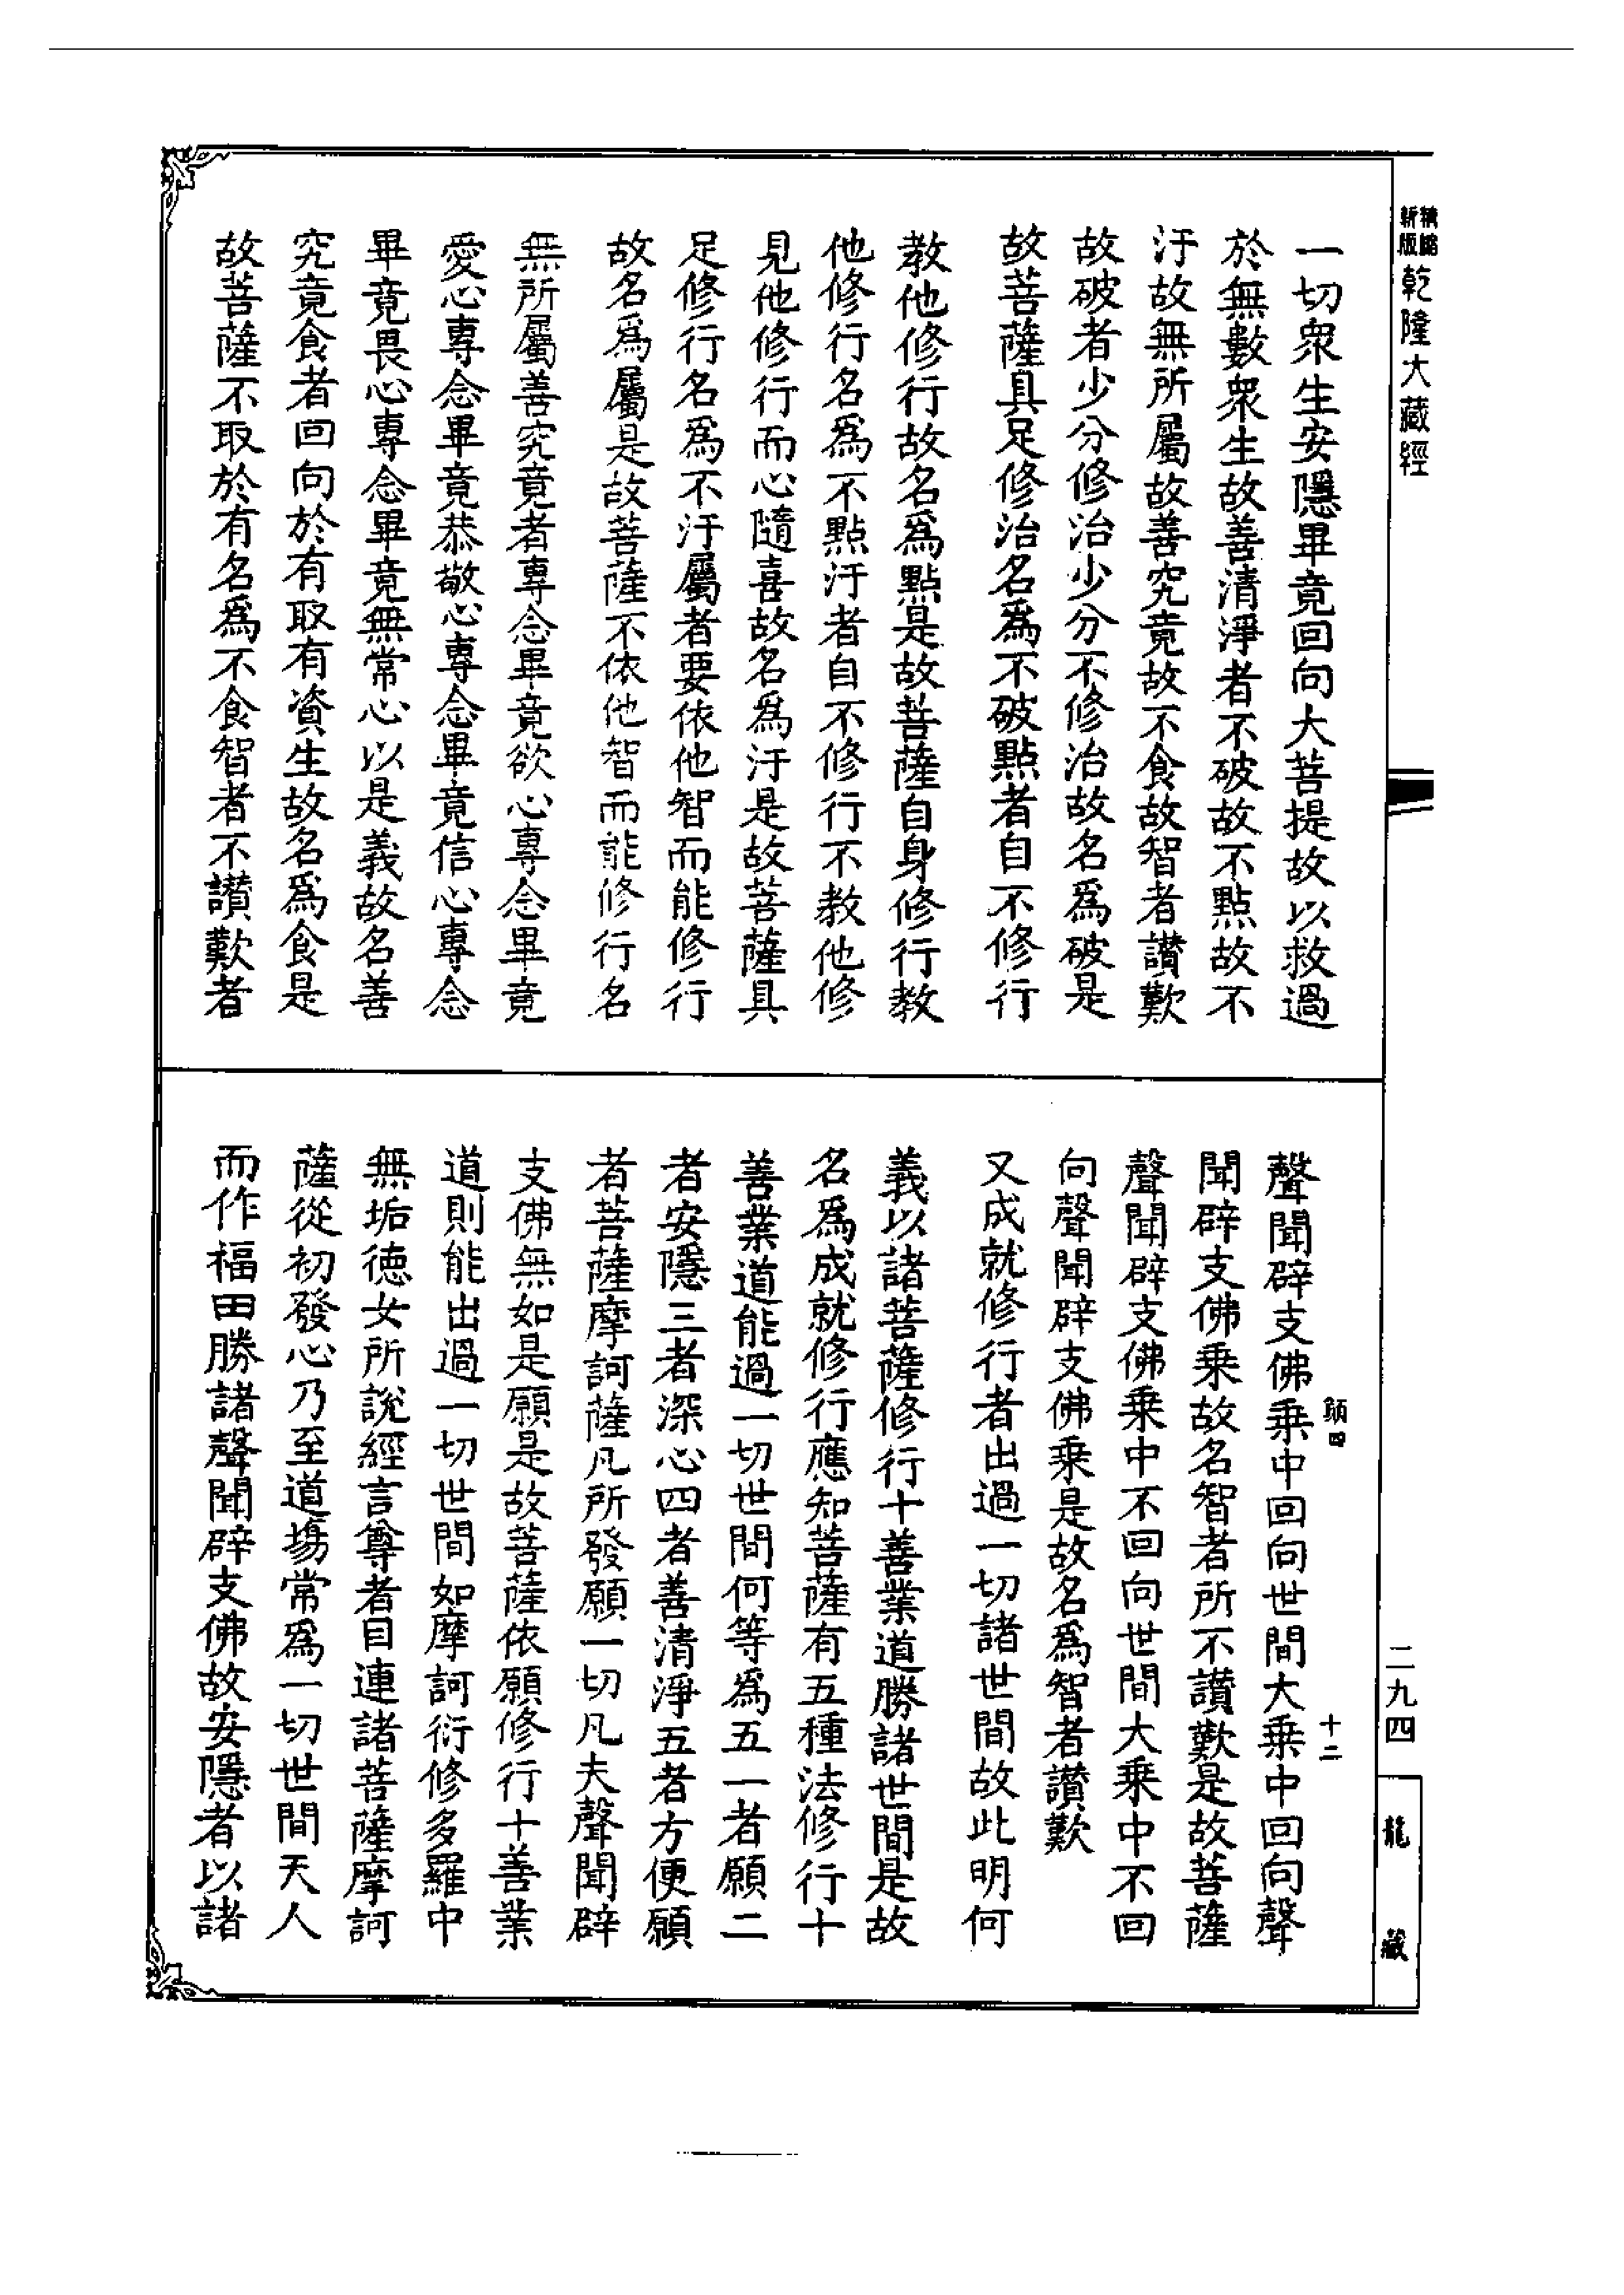 精縮新版乾隆大藏經
一切衆生安隱畢竟回向大菩提故以救過
於無數衆生故善清淨者不破故不點故不
汙故無所屬故善究竟故不食故智者讃歎
故破者少分修治少分不修治故名爲破是
故菩薩具足修治名爲不破點者自不修行
教他修行故名爲點是故菩薩自身修行教
他修行名爲不點汙者自不修行不教他修
見他修行而心隨喜故名爲汙是故菩薩具
足修行名爲不汙屬者要依他智而能修行
故名爲屬是故菩薩不依他智而能修行名
無所屬善究竟者專念畢竟欲心專念畢竟
愛心專念畢竟恭敬心專念畢竟信心專念
畢竟畏心專念畢竟無常心以是義故名善
究竟食者回向於有取有資生故名爲食是
故菩薩不取於有名爲不食智者不讃歎者
聲聞辟支佛乗中回向世間大乗中回向聲
聞辟支佛乗故名智者所不讃歎是故菩薩
聲聞辟支佛乗中不回向世間大乗中不回
向聲聞辟支佛乗是故名爲智者讃歎
又成就修行者出過一切諸世間故此明何
義以諸菩薩修行十善業道勝諸世間是故
名爲成就修行應知菩薩有五種法修行十
善業道能過一切世間何等爲五一者願二
者安隱三者深心四者善清淨五者方便願
者菩薩摩訶薩凡所發願一切凡夫聲聞辟
支佛無如是願是故菩薩依願修行十善業
道則能出過一切世間如摩訶衍修多羅中
無垢德女所說經言尊者目連諸菩薩摩訶
薩從初發心乃至道場常爲一切世間天人
而作福田勝諸聲聞辟支佛故安隱者以諸
四
十二
二九四
龍藏